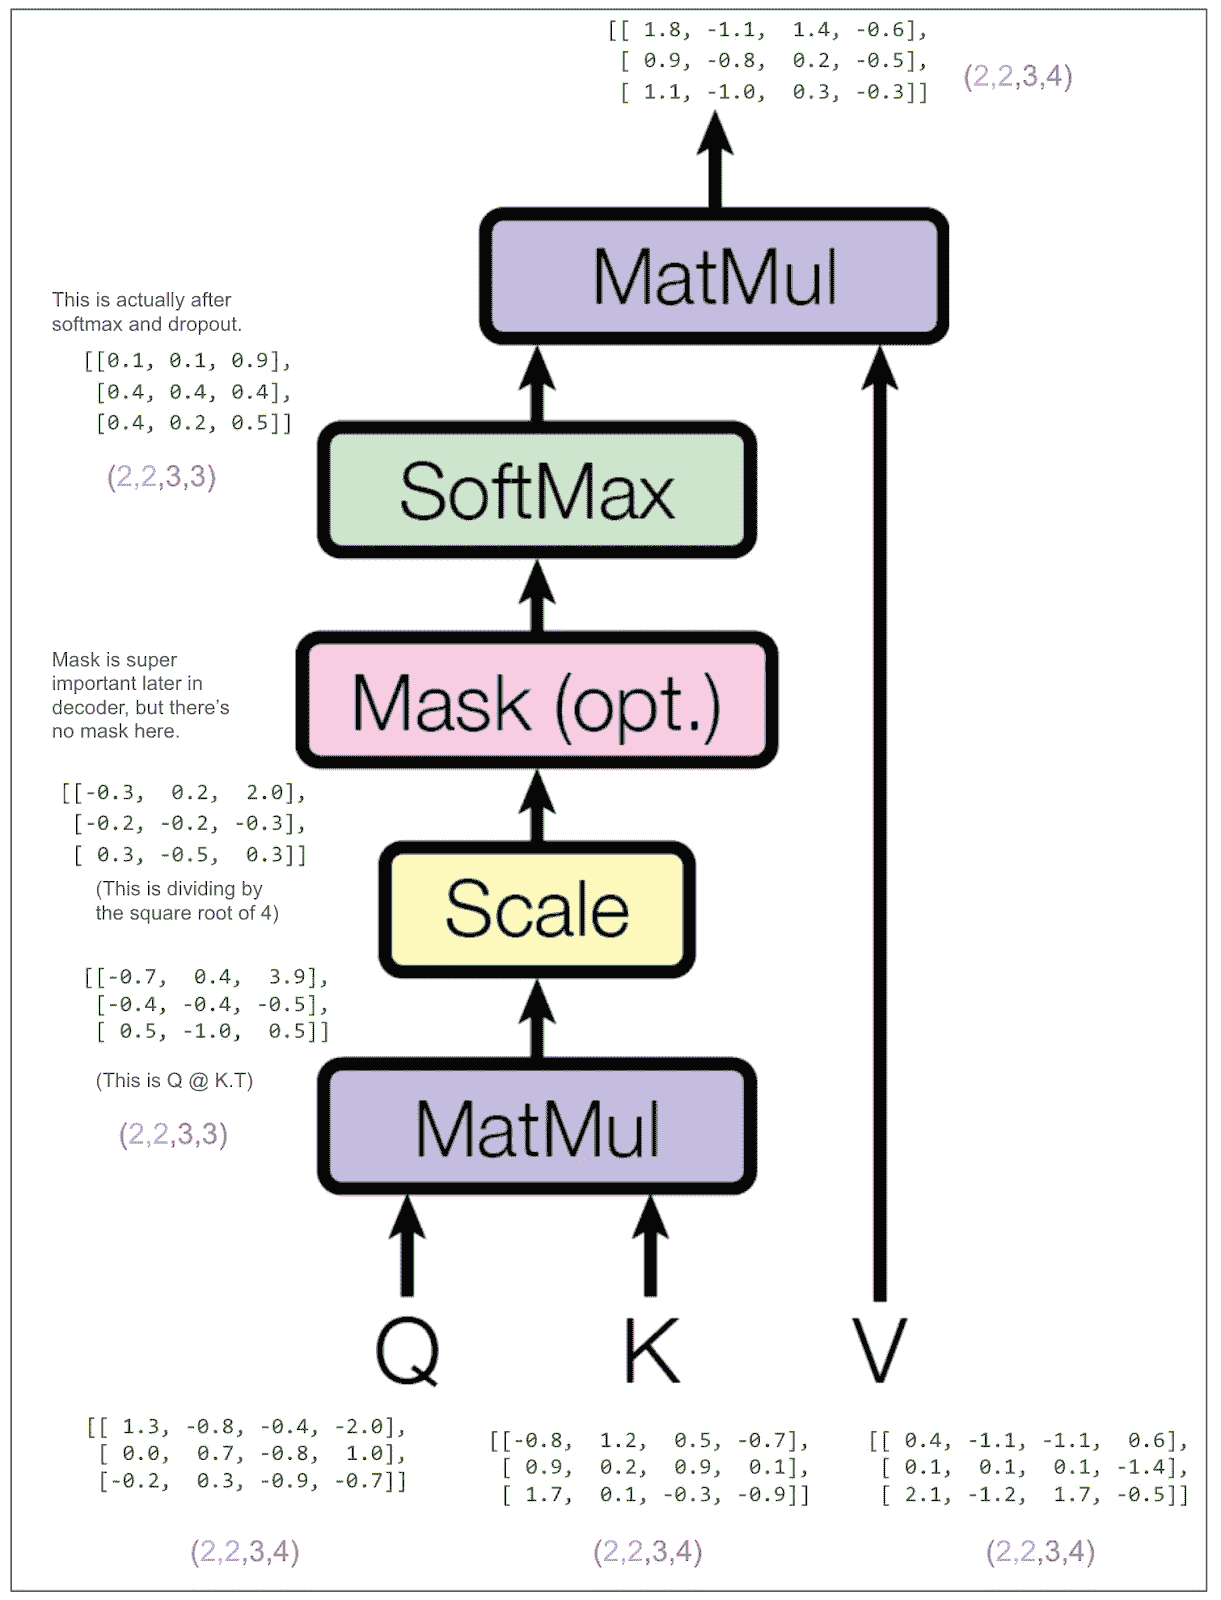 [[ 1.8, -1.1,  1.4, -0.6],
[ 0.9, -0.8,  0.2, -0.5],
[ 1.1, -1.0,  0.3, -0.3]]
(2,2,3,4)
MatMul
This is actually after
softmax and dropout.
[[0.1, 0.1, 0.9],
[0.4, 0.4, 0.4],
[0.4, 0.2, 0.5]]
(2,2,3,3)
SoftMax
Mask is super
important later in
decoder, but there's
no mask here.
Mask (opt.)
[[-0.3,  0.2,  2.0],
[-0.2, -0.2, -0.3],
[ 0.3, -0.5,  0.3]]
(This is dividing by
the square root of 4)
Scale
[[-0.7,  0.4,  3.9],
[-0.4, -0.4, -0.5],
[ 0.5, -1.0,  0.5]]
(This is Q @ K.T)
(2,2,3,3)
MatMul
Q
K
V
[[ 1.3, -0.8, -0.4, -2.0],
[ 0.0,  0.7, -0.8,  1.0],
[-0.2,  0.3, -0.9, -0.7]]
(2,2,3,4)
[[-0.8,  1.2,  0.5, -0.7],
[ 0.9,  0.2,  0.9,  0.1],
[ 1.7,  0.1, -0.3, -0.9]]
(2,2,3,4)
[[ 0.4, -1.1, -1.1,  0.6],
[ 0.1,  0.1,  0.1, -1.4],
[ 2.1, -1.2,  1.7, -0.5]]
(2,2,3,4)